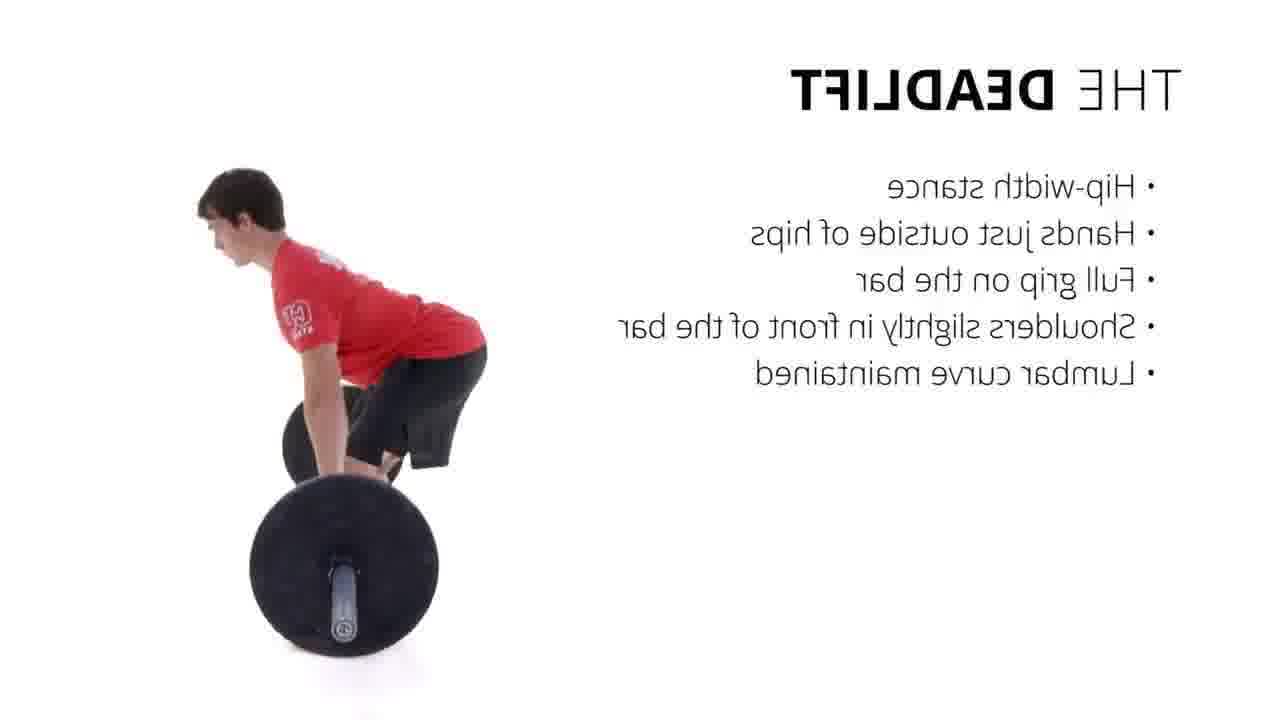 THE DEADLIFT
• Hip-width stance
• Hands just outside of hips
• Full grip on the bar
• Shoulders slightly in front of the bar
• Lumbar curve maintained